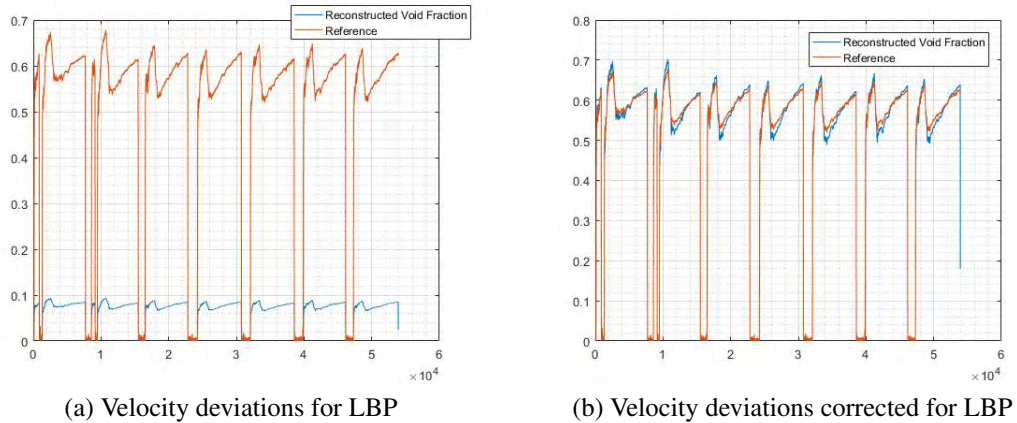 Reconstructed Void Fraction
Reference
0.7
0.6
0.5
0.4
0.3
0.2
0.1
0
0 1 2 3 4 5 6
×10^4
(a) Velocity deviations for LBP
Reconstructed Void Fraction
Reference
0.8
0.7
0.6
0.5
0.4
0.3
0.2
0.1
0
0 1 2 3 4 5 6
×10^4
(b) Velocity deviations corrected for LBP